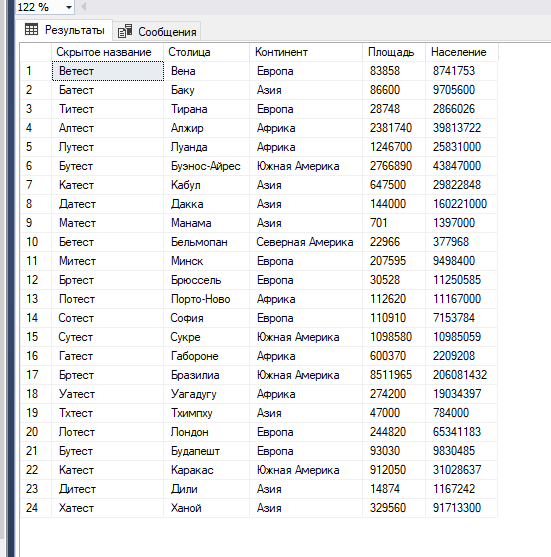 122 %
Результаты Сообщения
Скрытое название Столица Континент Площадь Население
1 Ветест Вена Европа 83858 8741753
2 Батест Баку Азия 86600 9705600
3 Титест Тирана Европа 28748 2866026
4 Алтест Алжир Африка 2381740 39813722
5 Лутест Луанда Африка 1246700 25831000
6 Бутест Буэнос-Айрес Южная Америка 2766890 43847000
7 Катест Кабул Азия 647500 29822848
8 Датест Дакка Азия 144000 160221000
9 Матест Манама Азия 701 1397000
10 Бетест Бельмопан Северная Америка 22966 377968
11 Митест Минск Европа 207595 9498400
12 Бртест Брюссель Европа 30528 11250585
13 Потест Порто-Ново Африка 112620 11167000
14 Сотест София Европа 110910 7153784
15 Сутест Сукре Южная Америка 1098580 10985059
16 Гатест Габороне Африка 600370 2209208
17 Бртест Бразилиа Южная Америка 8511965 206081432
18 Уатест Уагадугу Африка 274200 19034397
19 Тхтест Тхимпху Азия 47000 784000
20 Лотест Лондон Европа 244820 65341183
21 Бутест Будапешт Европа 93030 9830485
22 Катест Каракас Южная Америка 912050 31028637
23 Дитест Дили Азия 14874 1167242
24 Хатест Ханой Азия 329560 91713300